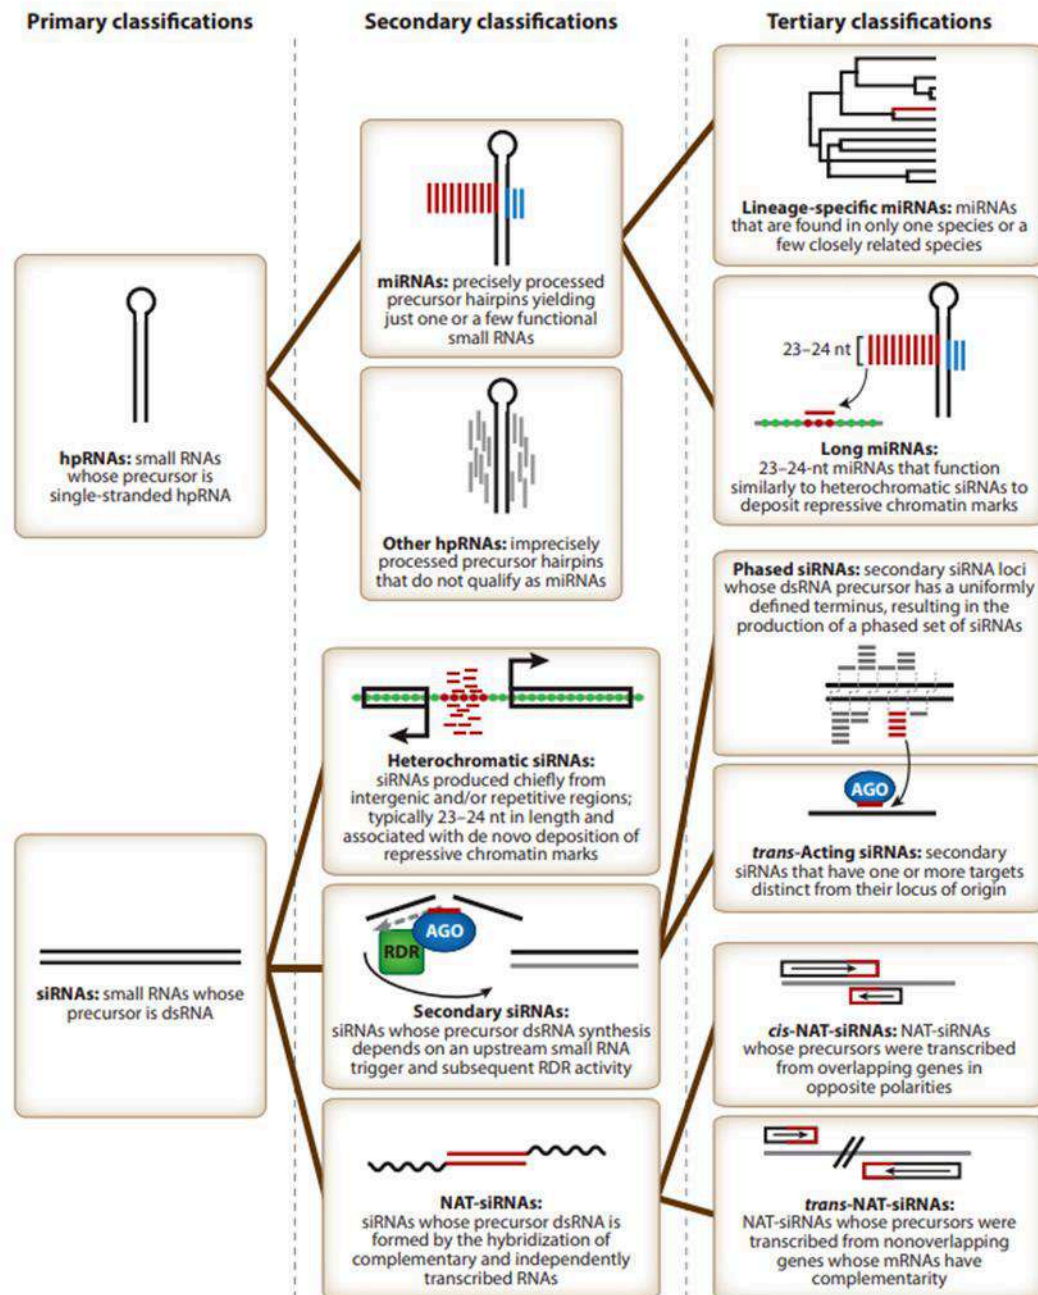 Primary classifications
Secondary classifications
Tertiary classifications
hpRNAs: small RNAs
whose precursor is
single-stranded hpRNA
miRNAs: precisely processed
precursor hairpins yielding
just one or a few functional
small RNAs
Other hpRNAs: imprecisely
processed precursor hairpins
that do not qualify as miRNAs
Lineage-specific miRNAs: miRNAs
that are found in only one species or a
few closely related species
23–24 nt
Long miRNAs:
23–24-nt miRNAs that function
similarly to heterochromatic siRNAs to
deposit repressive chromatin marks
siRNAs: small RNAs whose
precursor is dsRNA
Heterochromatic siRNAs:
siRNAs produced chiefly from
intergenic and/or repetitive regions;
typically 23–24 nt in length and
associated with de novo deposition of
repressive chromatin marks
RDR
AGO
Secondary siRNAs:
siRNAs whose precursor dsRNA synthesis
depends on an upstream small RNA
trigger and subsequent RDR activity
NAT-siRNAs:
siRNAs whose precursor dsRNA is
formed by the hybridization of
complementary and independently
transcribed RNAs
Phased siRNAs: secondary siRNA loci
whose dsRNA precursor has a uniformly
defined terminus, resulting in the
production of a phased set of siRNAs
AGO
trans-Acting siRNAs: secondary
siRNAs that have one or more targets
distinct from their locus of origin
cis-NAT-siRNAs: NAT-siRNAs
whose precursors were transcribed
from overlapping genes in
opposite polarities
trans-NAT-siRNAs:
NAT-siRNAs whose precursors were
transcribed from nonoverlapping
genes whose mRNAs have
complementarity